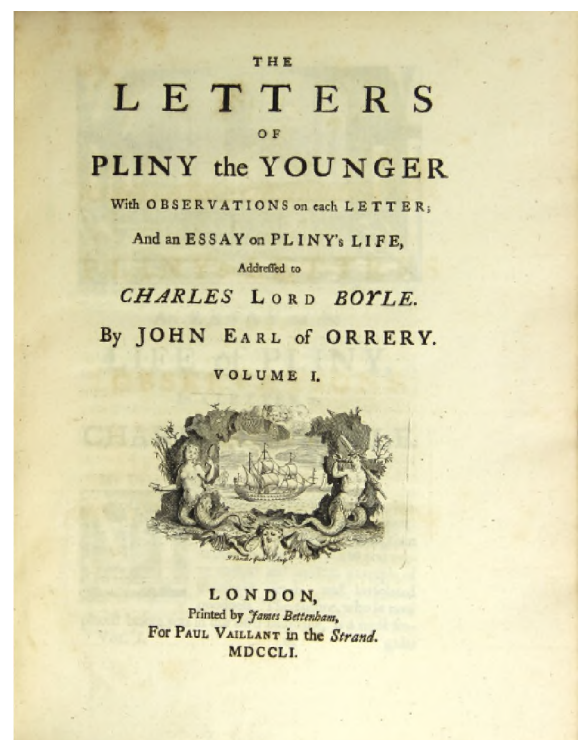 THE
LETTERS
OF
PLINY the YOUNGER
With OBSERVATIONS on each LETTER;
And an ESSAY on PLINY's LIFE,
Addreſſed to
CHARLES LORD BOYLE.
By JOHN EARL of ORRERY.
VOLUME I.
LONDON,
Printed by James Bettenham,
For PAUL VAILLANT in the Strand.
MDCCLI.